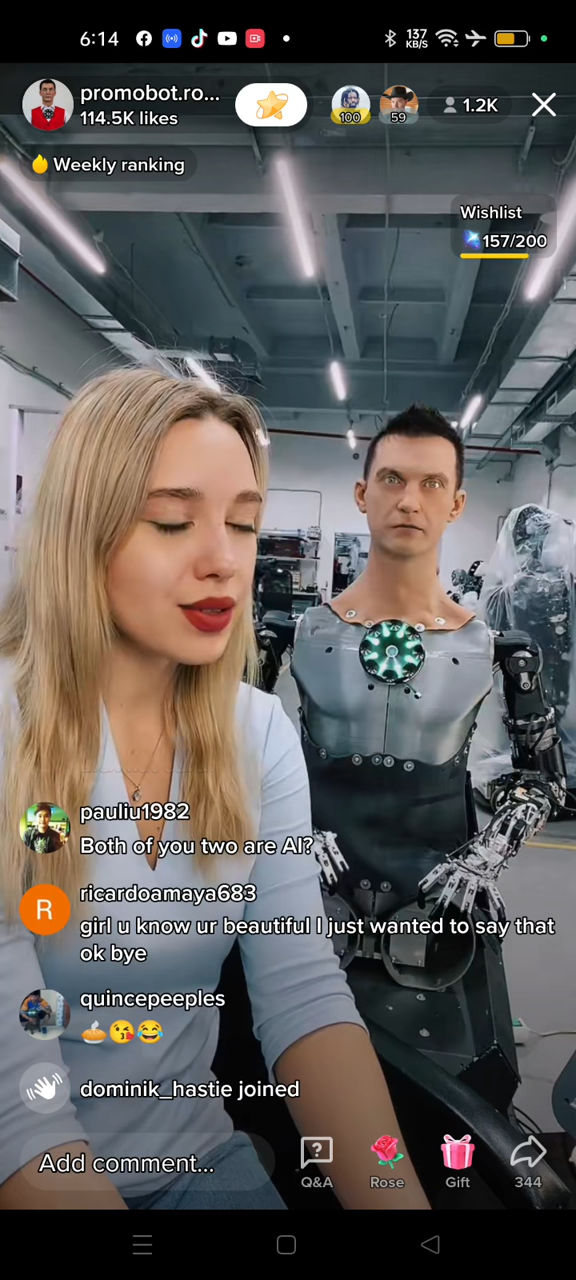 6:14
137
KB/S
promobot.ro...
114.5K likes
100
59
1.2K
Weekly ranking
Wishlist
157/200
pauliu1982
Both of you two are AI?
R
ricardoamaya683
girl u know ur beautiful I just wanted to say that
ok bye
quincepeeples
🥧😘😂
dominik_hastie joined
Add comment...
Q&A
Rose
Gift
344